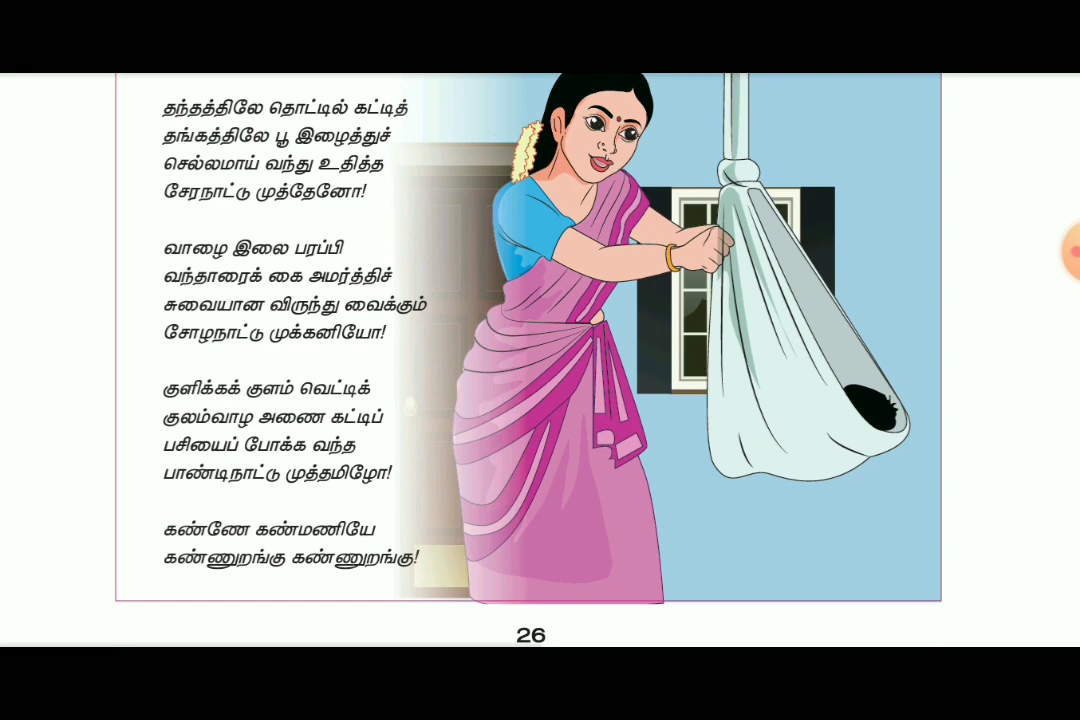 தந்தத்திலே தொட்டில் கட்டித்
தங்கத்திலே பூ இழைத்துச்
செல்லமாய் வந்து உதித்த
சேரநாட்டு முத்தேனோ!
வாழை இலை பரப்பி
வந்தாரைக் கை அமர்த்திச்
சுவையான விருந்து வைக்கும்
சோழநாட்டு முக்கனியோ!
குளிக்கக் குளம் வெட்டிக்
குலம்வாழ அணை கட்டிப்
பசியைப் போக்க வந்த
பாண்டிநாட்டு முத்தமிழோ!
கண்ணே கண்மணியே
கண்ணுறங்கு கண்ணுறங்கு!
26